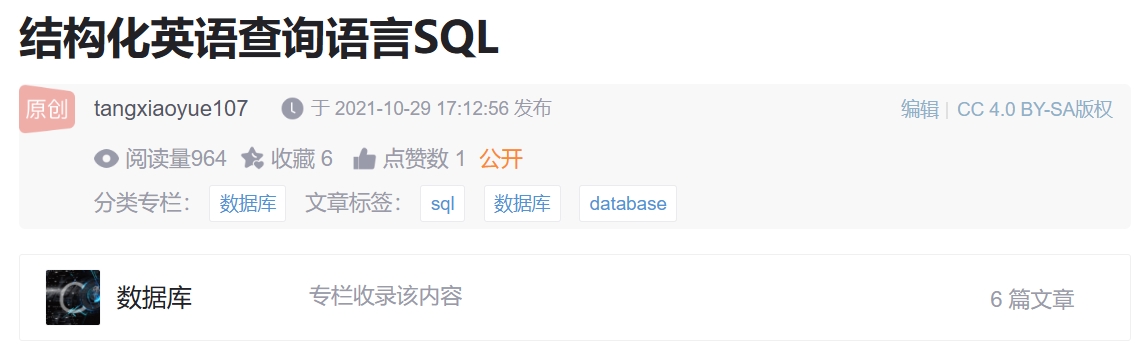 结构化英语查询语言SQL
原创 tangxiaoyue107 于 2021-10-29 17:12:56 发布 编辑 | CC 4.0 BY-SA版权
阅读量964 收藏 6 点赞数 1 公开
分类专栏： 数据库 文章标签： sql 数据库 database
数据库 专栏收录该内容 6 篇文章